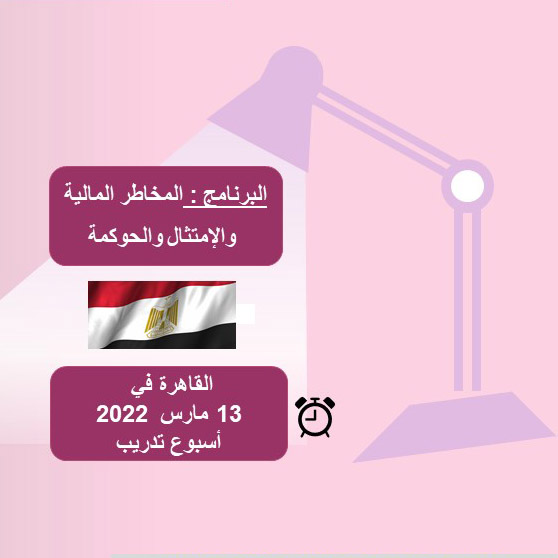 البرنامج : المخاطر المالية
والإمتثال والحوكمة
القاهرة في
13 مارس 2022
أسبوع تدريب